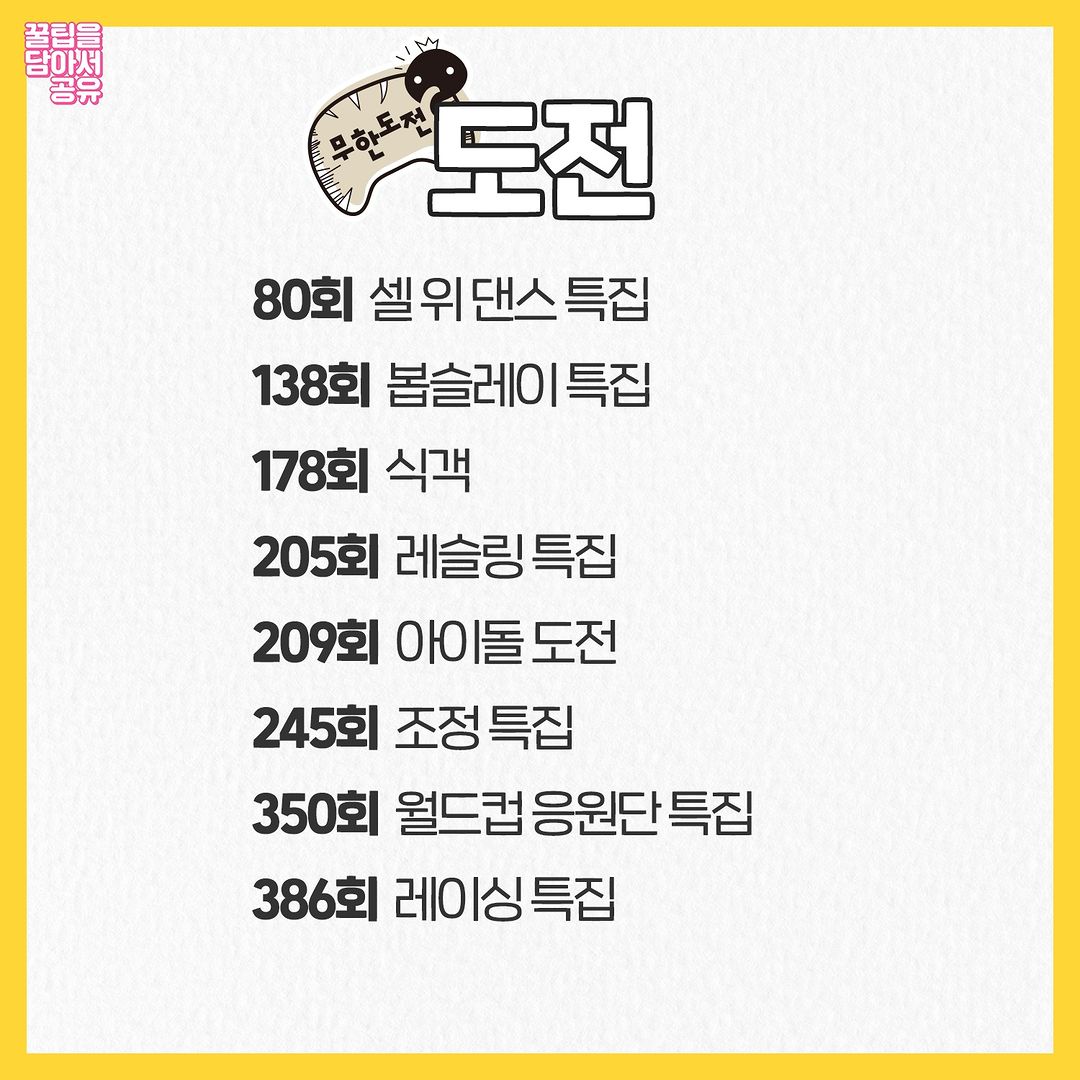 꿀팁을
담아서
공유
무한도전
도전
80회 셀 위 댄스 특집
138회 봅슬레이 특집
178회 식객
205회 레슬링 특집
209회 아이돌 도전
245회 조정 특집
350회 월드컵 응원단 특집
386회 레이싱 특집